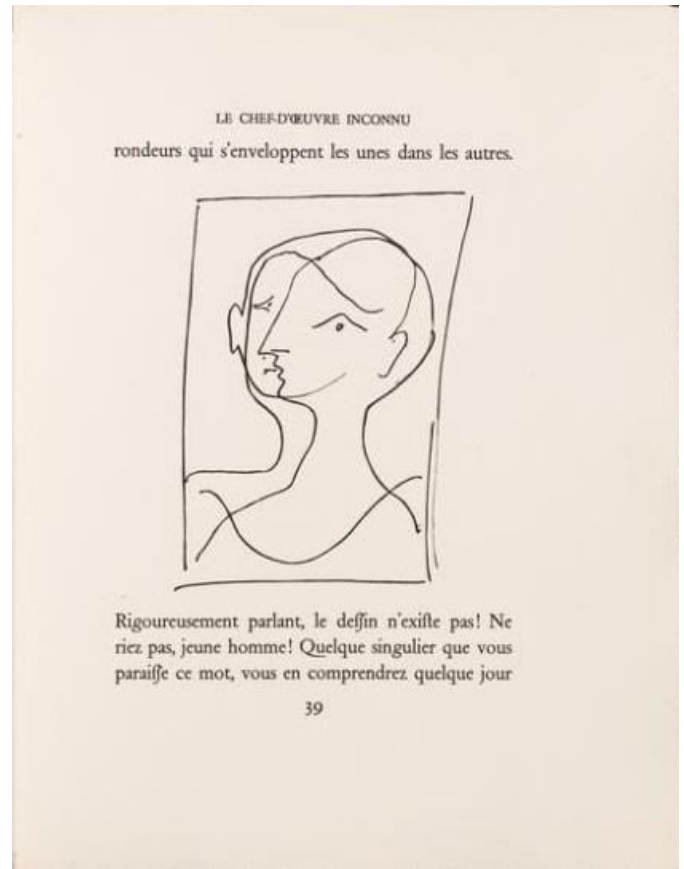 LE CHEF-D'ŒUVRE INCONNU
rondeurs qui s'enveloppent les unes dans les autres.
Rigoureusement parlant, le deſſin n'exiſte pas! Ne
riez pas, jeune homme! Quelque singulier que vous
paraiſſe ce mot, vous en comprendrez quelque jour
39